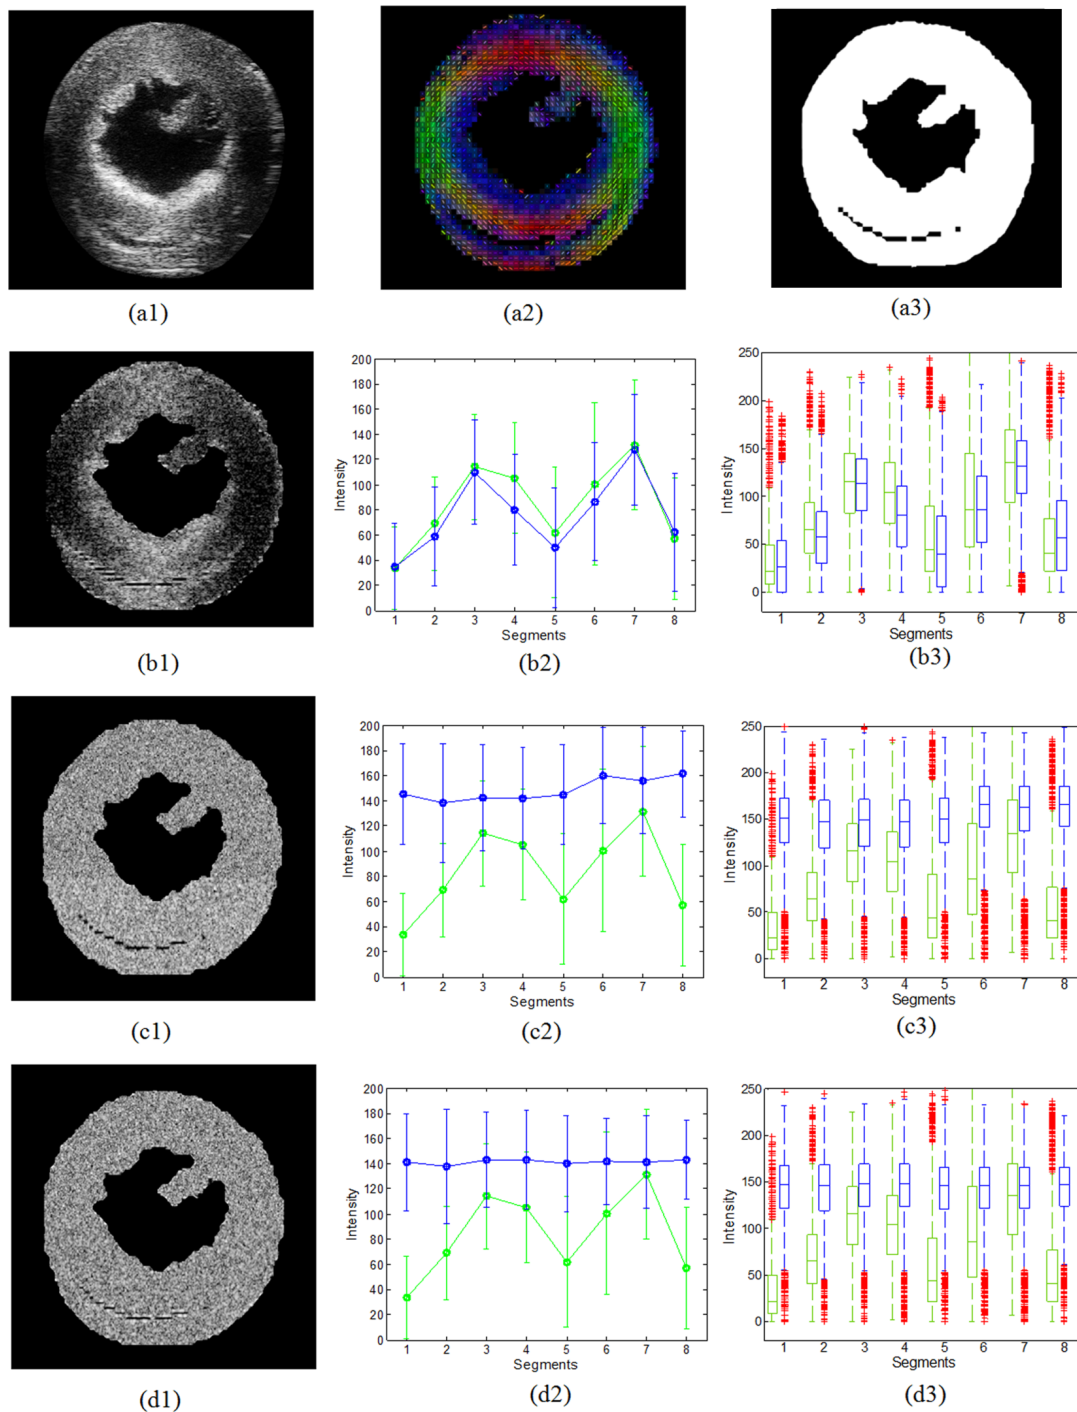 (a1)
(a2)
(a3)
200
180
160
140
120
100
80
60
40
20
0
Intensity
1 2 3 4 5 6 7 8
Segments
250
200
150
100
50
0
Intensity
1 2 3 4 5 6 7 8
Segments
(b1)
(b2)
(b3)
200
180
160
140
120
100
80
60
40
20
0
Intensity
1 2 3 4 5 6 7 8
Segments
250
200
150
100
50
0
Intensity
1 2 3 4 5 6 7 8
Segments
(c1)
(c2)
(c3)
200
180
160
140
120
100
80
60
40
20
0
Intensity
1 2 3 4 5 6 7 8
Segments
250
200
150
100
50
0
Intensity
1 2 3 4 5 6 7 8
Segments
(d1)
(d2)
(d3)